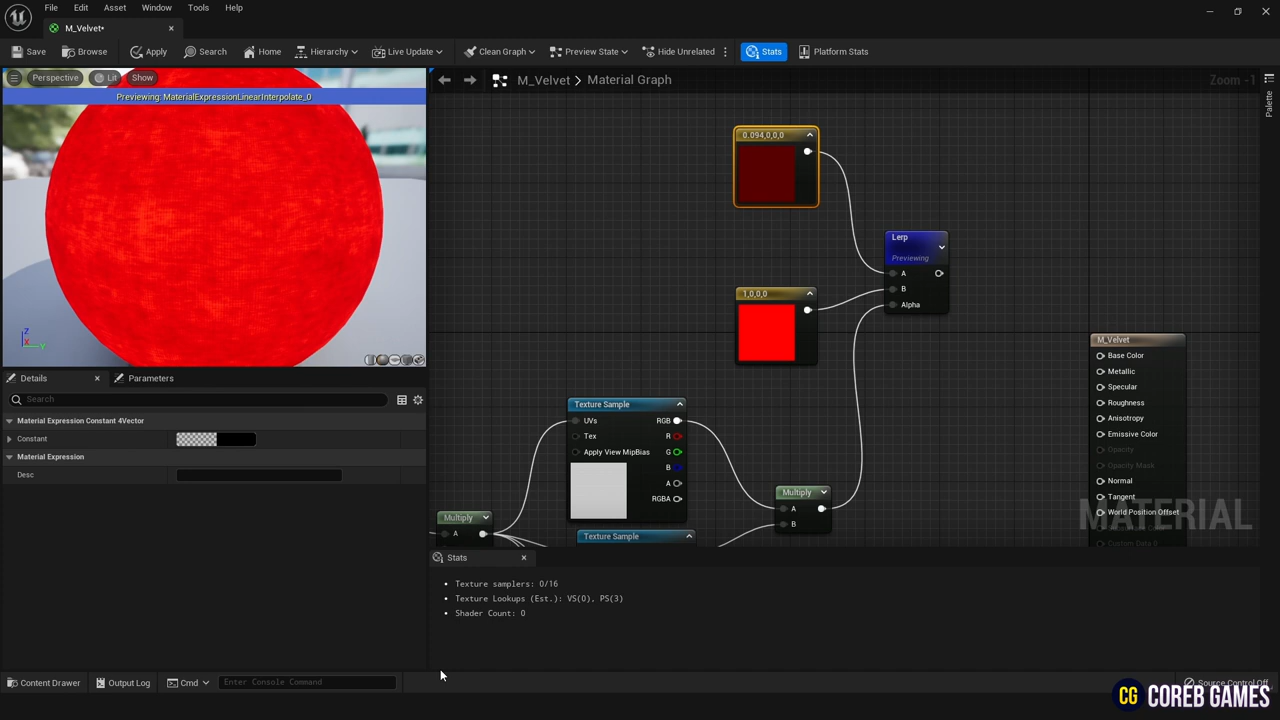 File Edit Asset Window Tools Help
M_Velvet•
Save Browse Apply Search Home Hierarchy Live Update Clean Graph Preview State Hide Unrelated Stats Platform Stats
Perspective Lit Show
Previewing: MaterialExpressionLinearInterpolate_0
M_Velvet > Material Graph
Zoom -1
Palette
0.094,0,0,0
Lerp
Previewing
A
B
Alpha
1,0,0,0
M_Velvet
Base Color
Metallic
Specular
Roughness
Anisotropy
Emissive Color
Opacity
Opacity Mask
Normal
Tangent
World Position Offset
Custom Data 0
MATERIAL
Texture Sample
UVs RGB
Tex R
Apply View MipBias G
B
A
RGBA
Multiply
A
B
Multiply
A
Texture Sample
Z
X
Y
Details Parameters
Search
Material Expression Constant 4Vector
Constant
Material Expression
Desc
Stats
Texture samplers: 0/16
Texture Lookups (Est.): VS(0), PS(3)
Shader Count: 0
Content Drawer Output Log Cmd Enter Console Command
Source Control Off
CG COREB GAMES